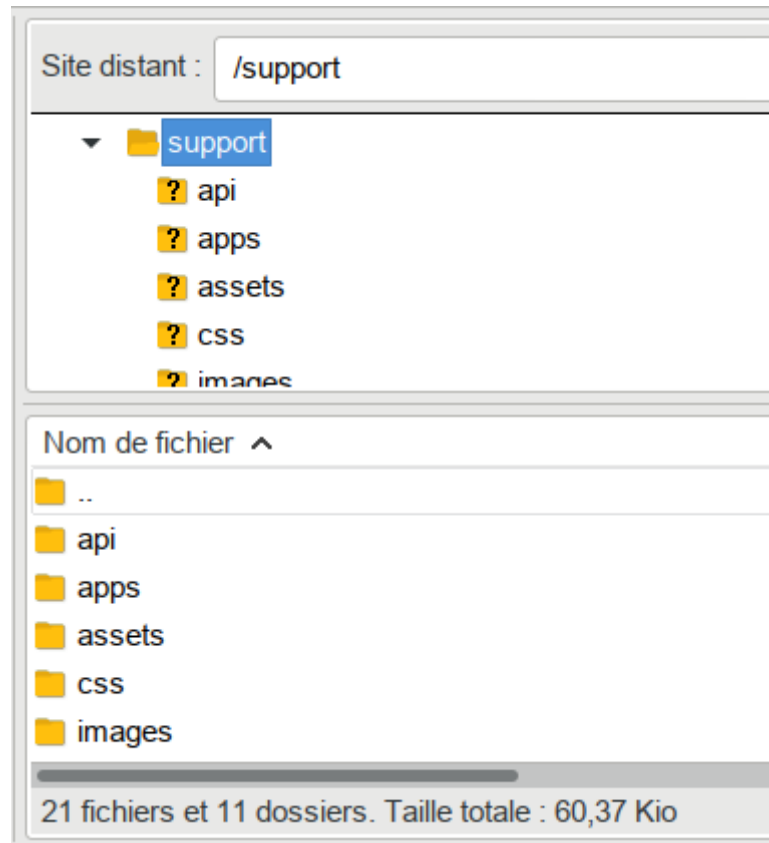 Site distant : /support
support
? api
? apps
? assets
? css
? images
Nom de fichier
..
api
apps
assets
css
images
21 fichiers et 11 dossiers. Taille totale : 60,37 Kio